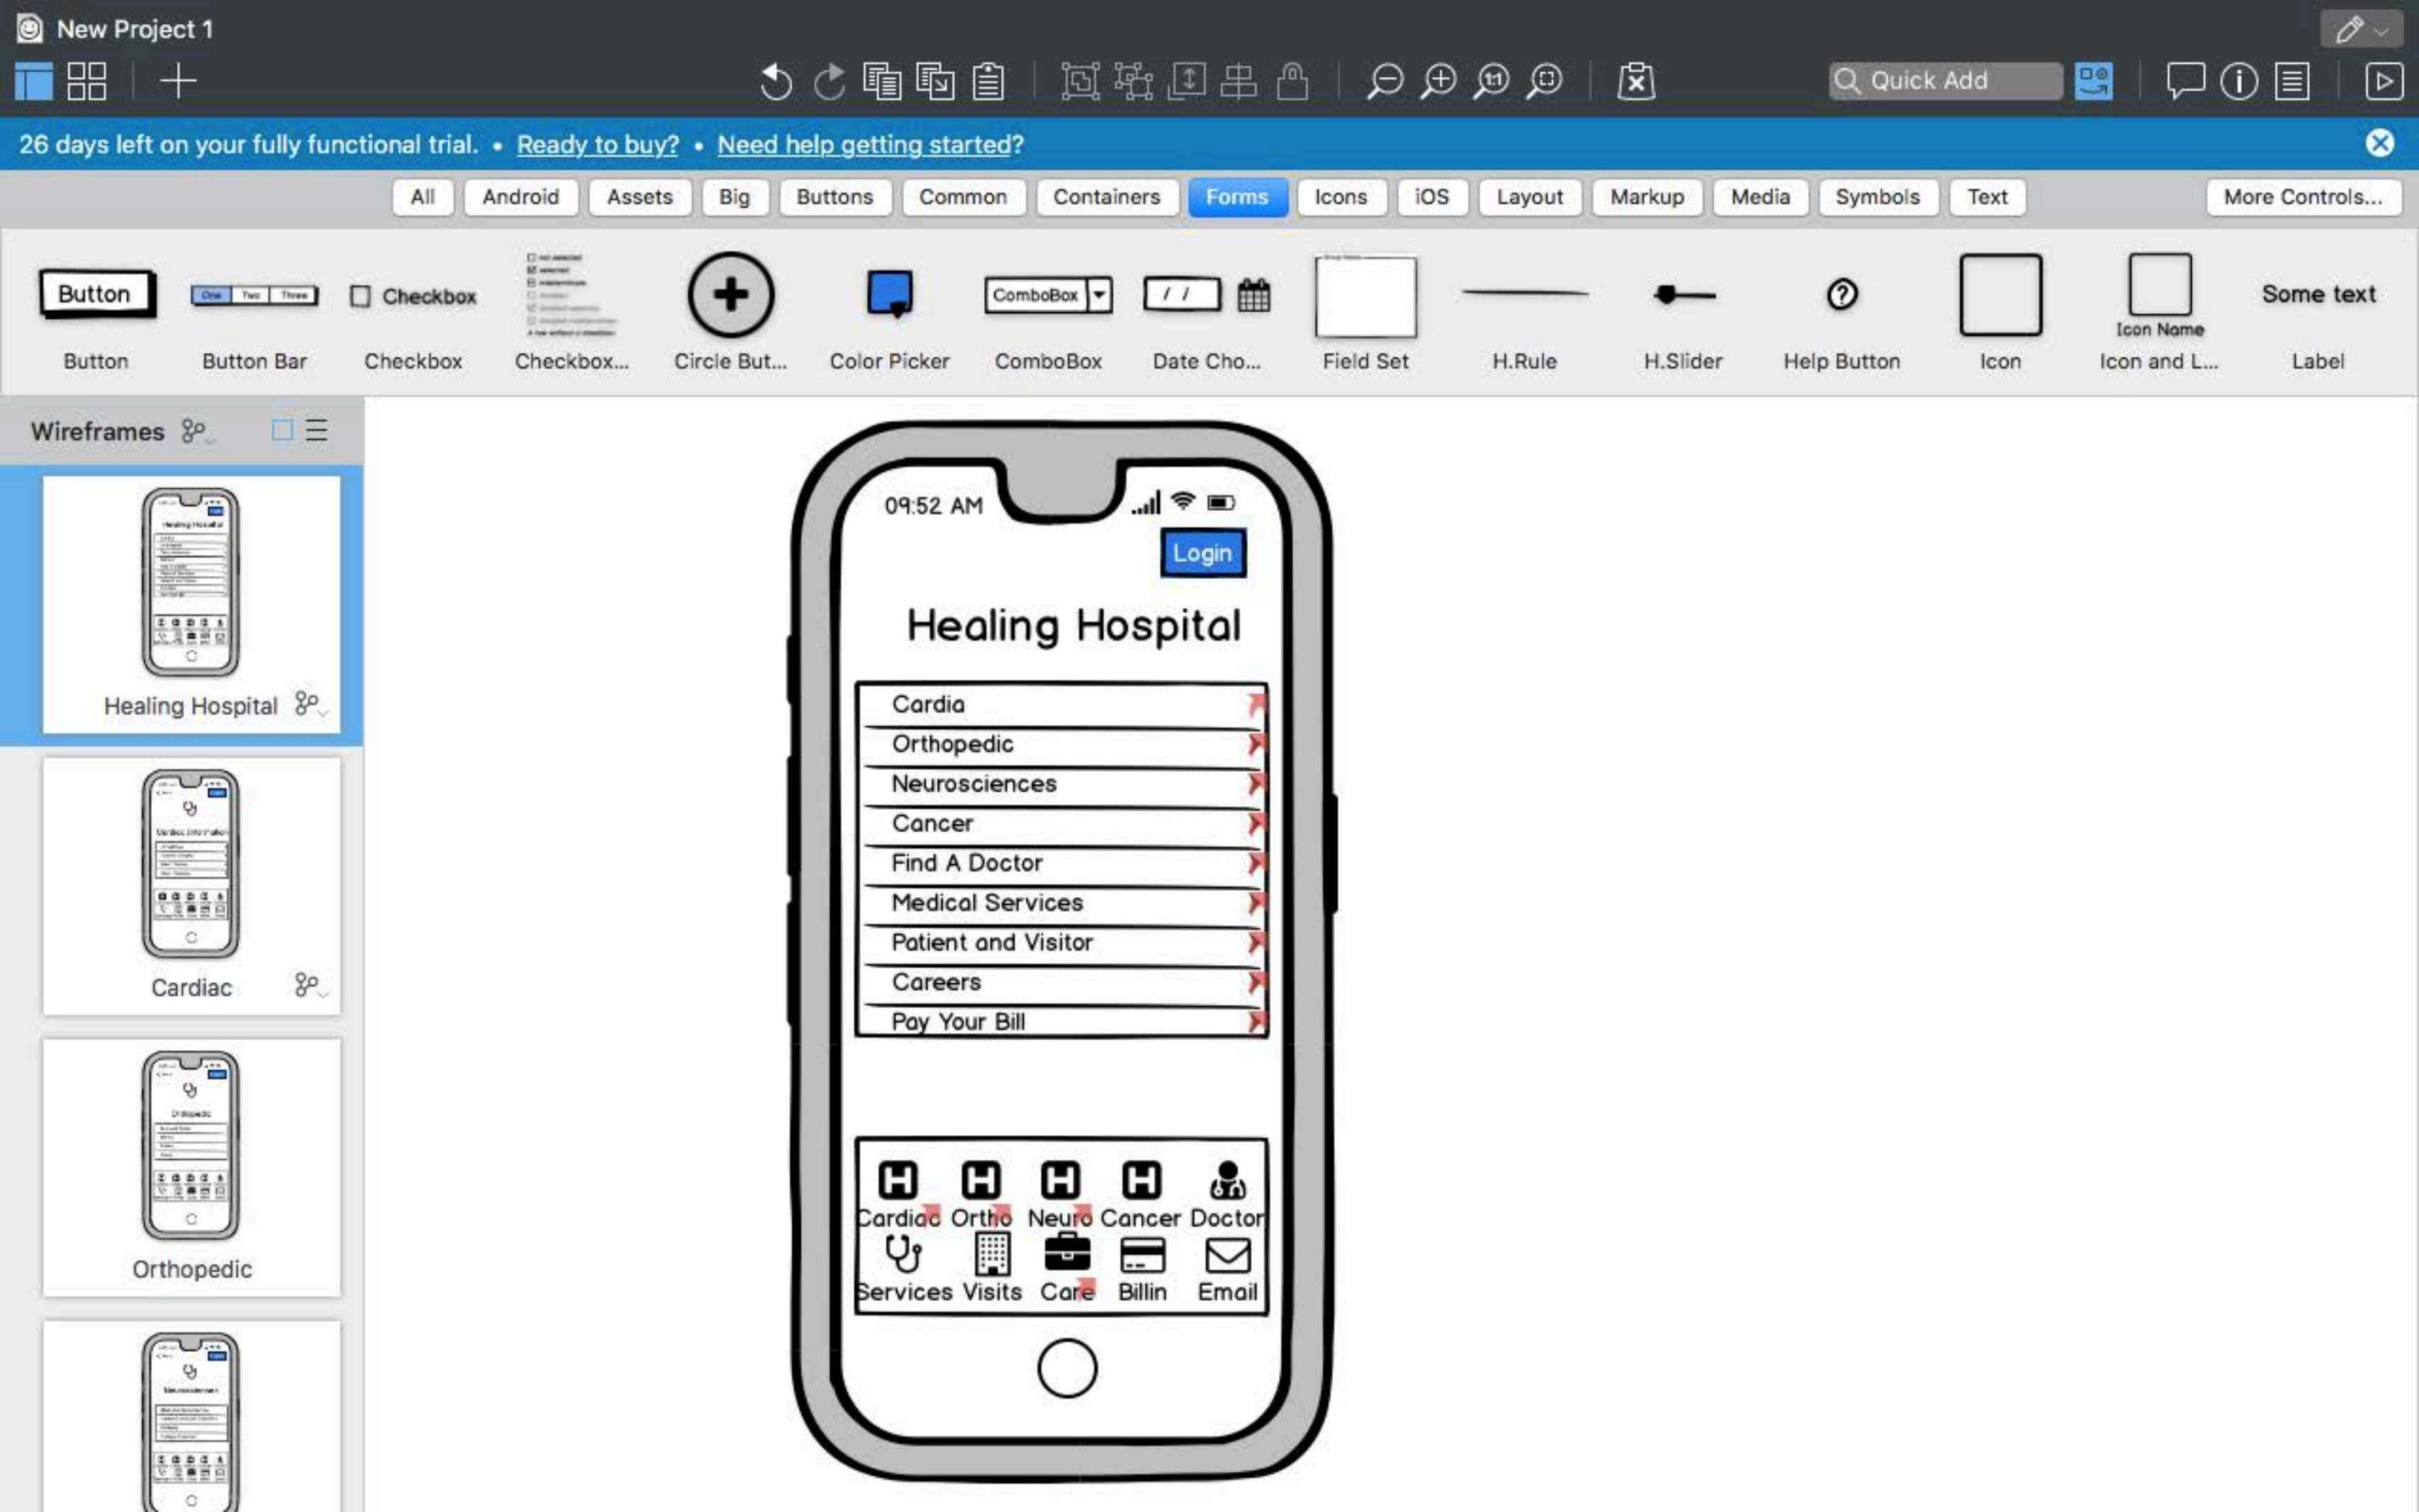 New Project 1
Quick Add
26 days left on your fully functional trial. • Ready to buy? • Need help getting started?
All Android Assets Big Buttons Common Containers Forms Icons iOS Layout Markup Media Symbols Text More Controls...
Button One Two Three Checkbox ComboBox / / Some text
Icon Name
Button Button Bar Checkbox Checkbox... Circle But... Color Picker ComboBox Date Cho... Field Set H.Rule H.Slider Help Button Icon Icon and L... Label
Wireframes
Healing Hospital
Cardiac
Orthopedic
09:52 AM
Login
Healing Hospital
Cardia
Orthopedic
Neurosciences
Cancer
Find A Doctor
Medical Services
Patient and Visitor
Careers
Pay Your Bill
Cardiac Ortho Neuro Cancer Doctor
Services Visits Care Billin Email